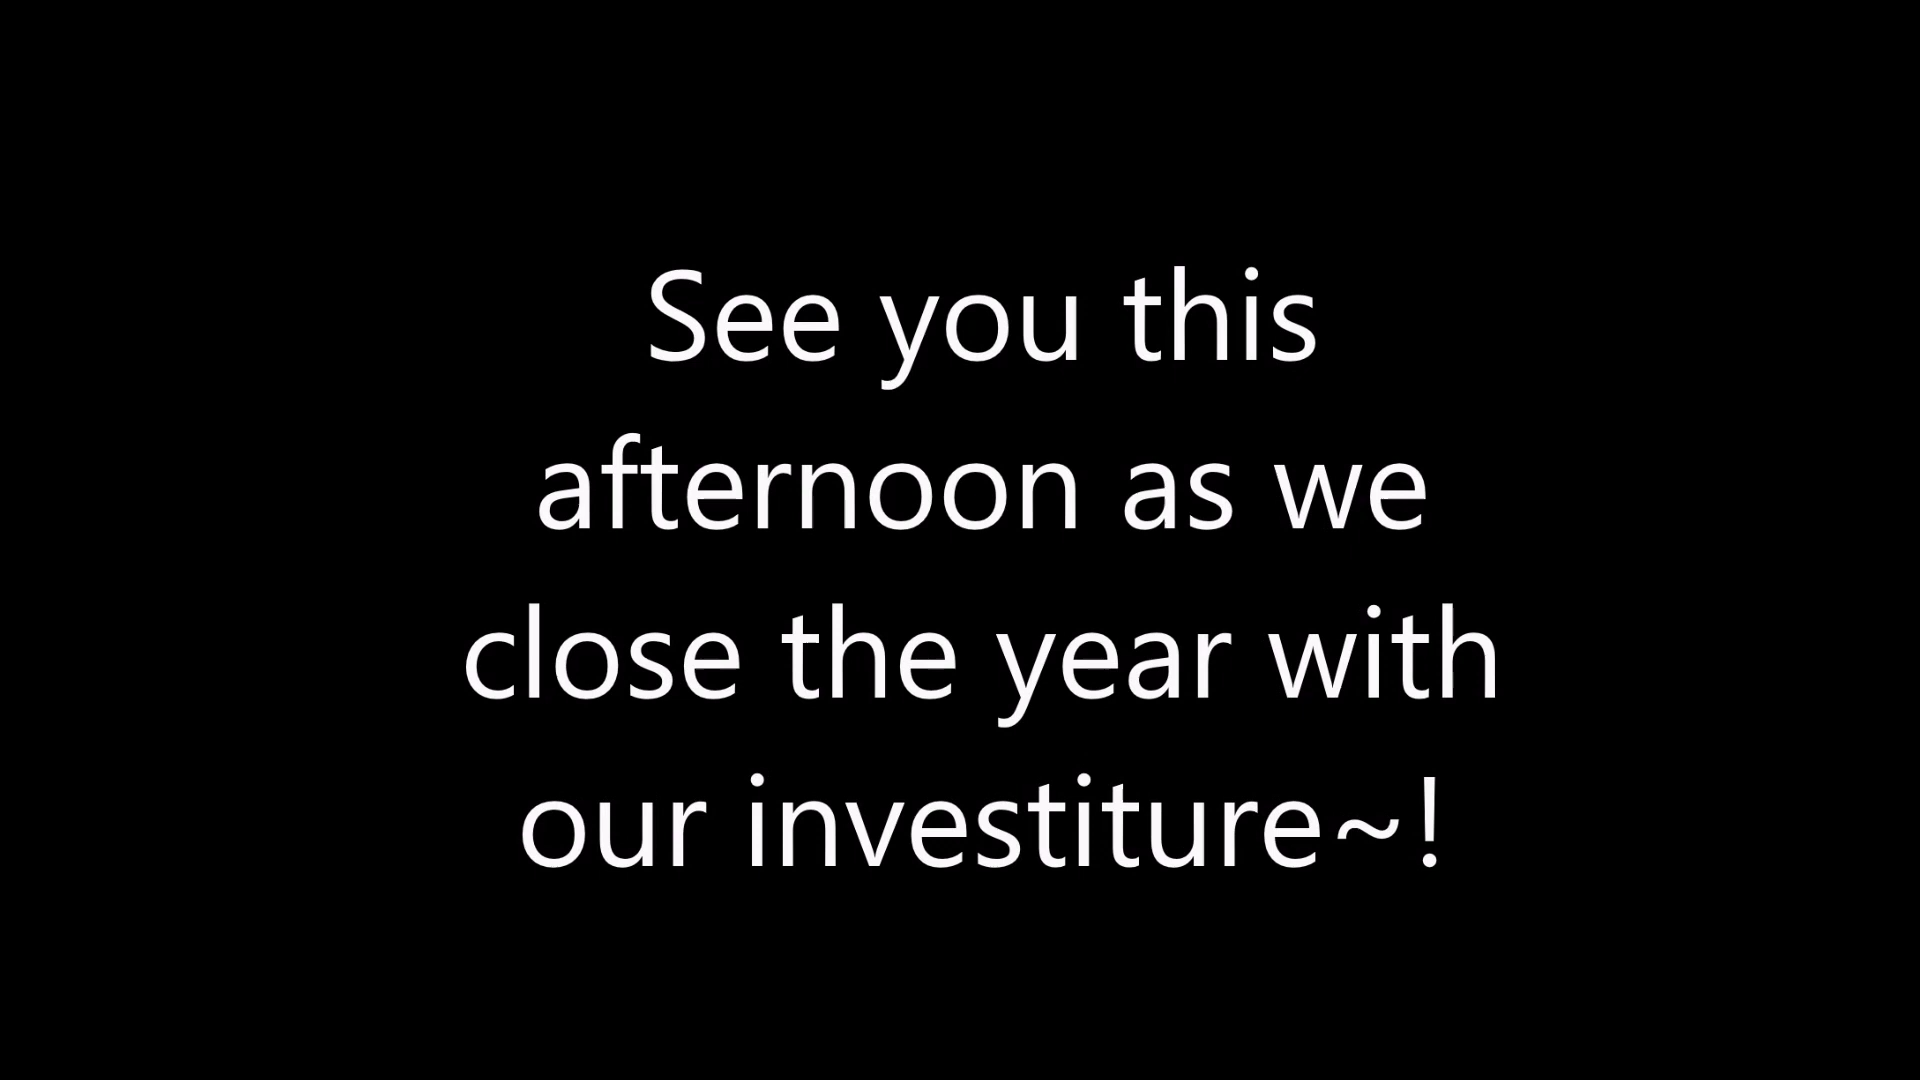 See you this
afternoon as we
close the year with
our investiture~!